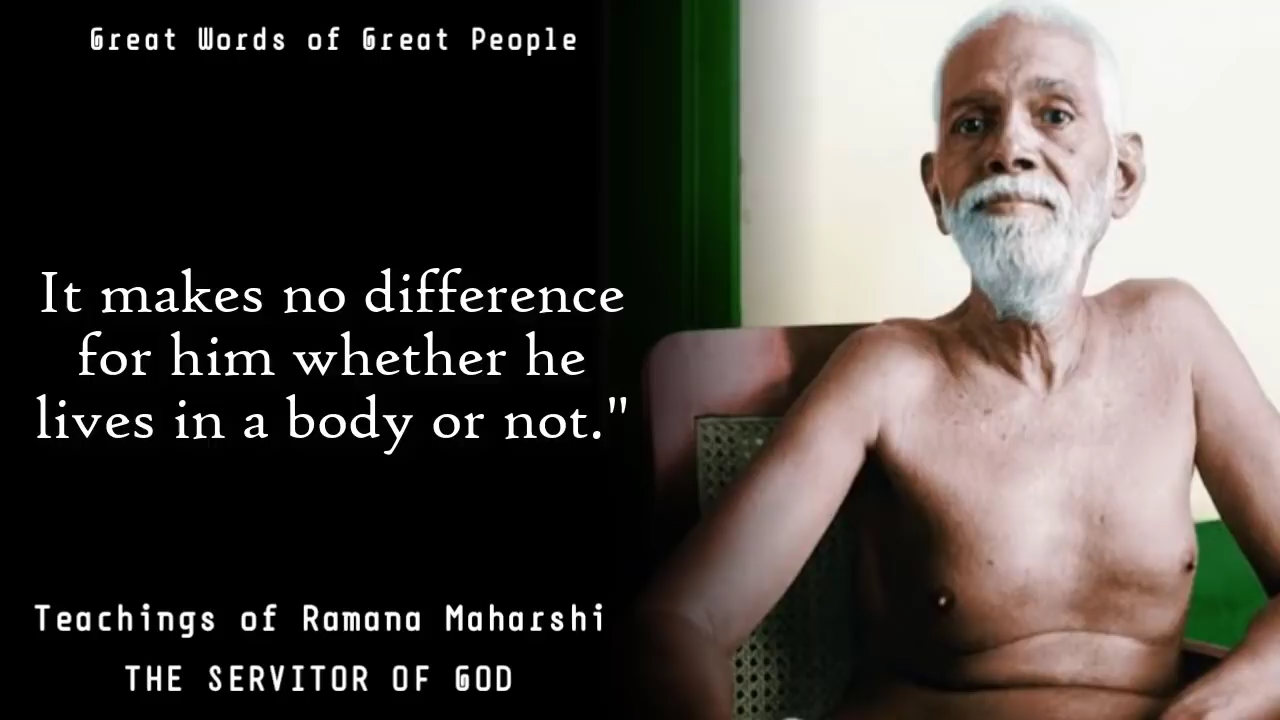 Great Words of Great People
It makes no difference
for him whether he
lives in a body or not."
Teachings of Ramana Maharshi
THE SERVITOR OF GOD